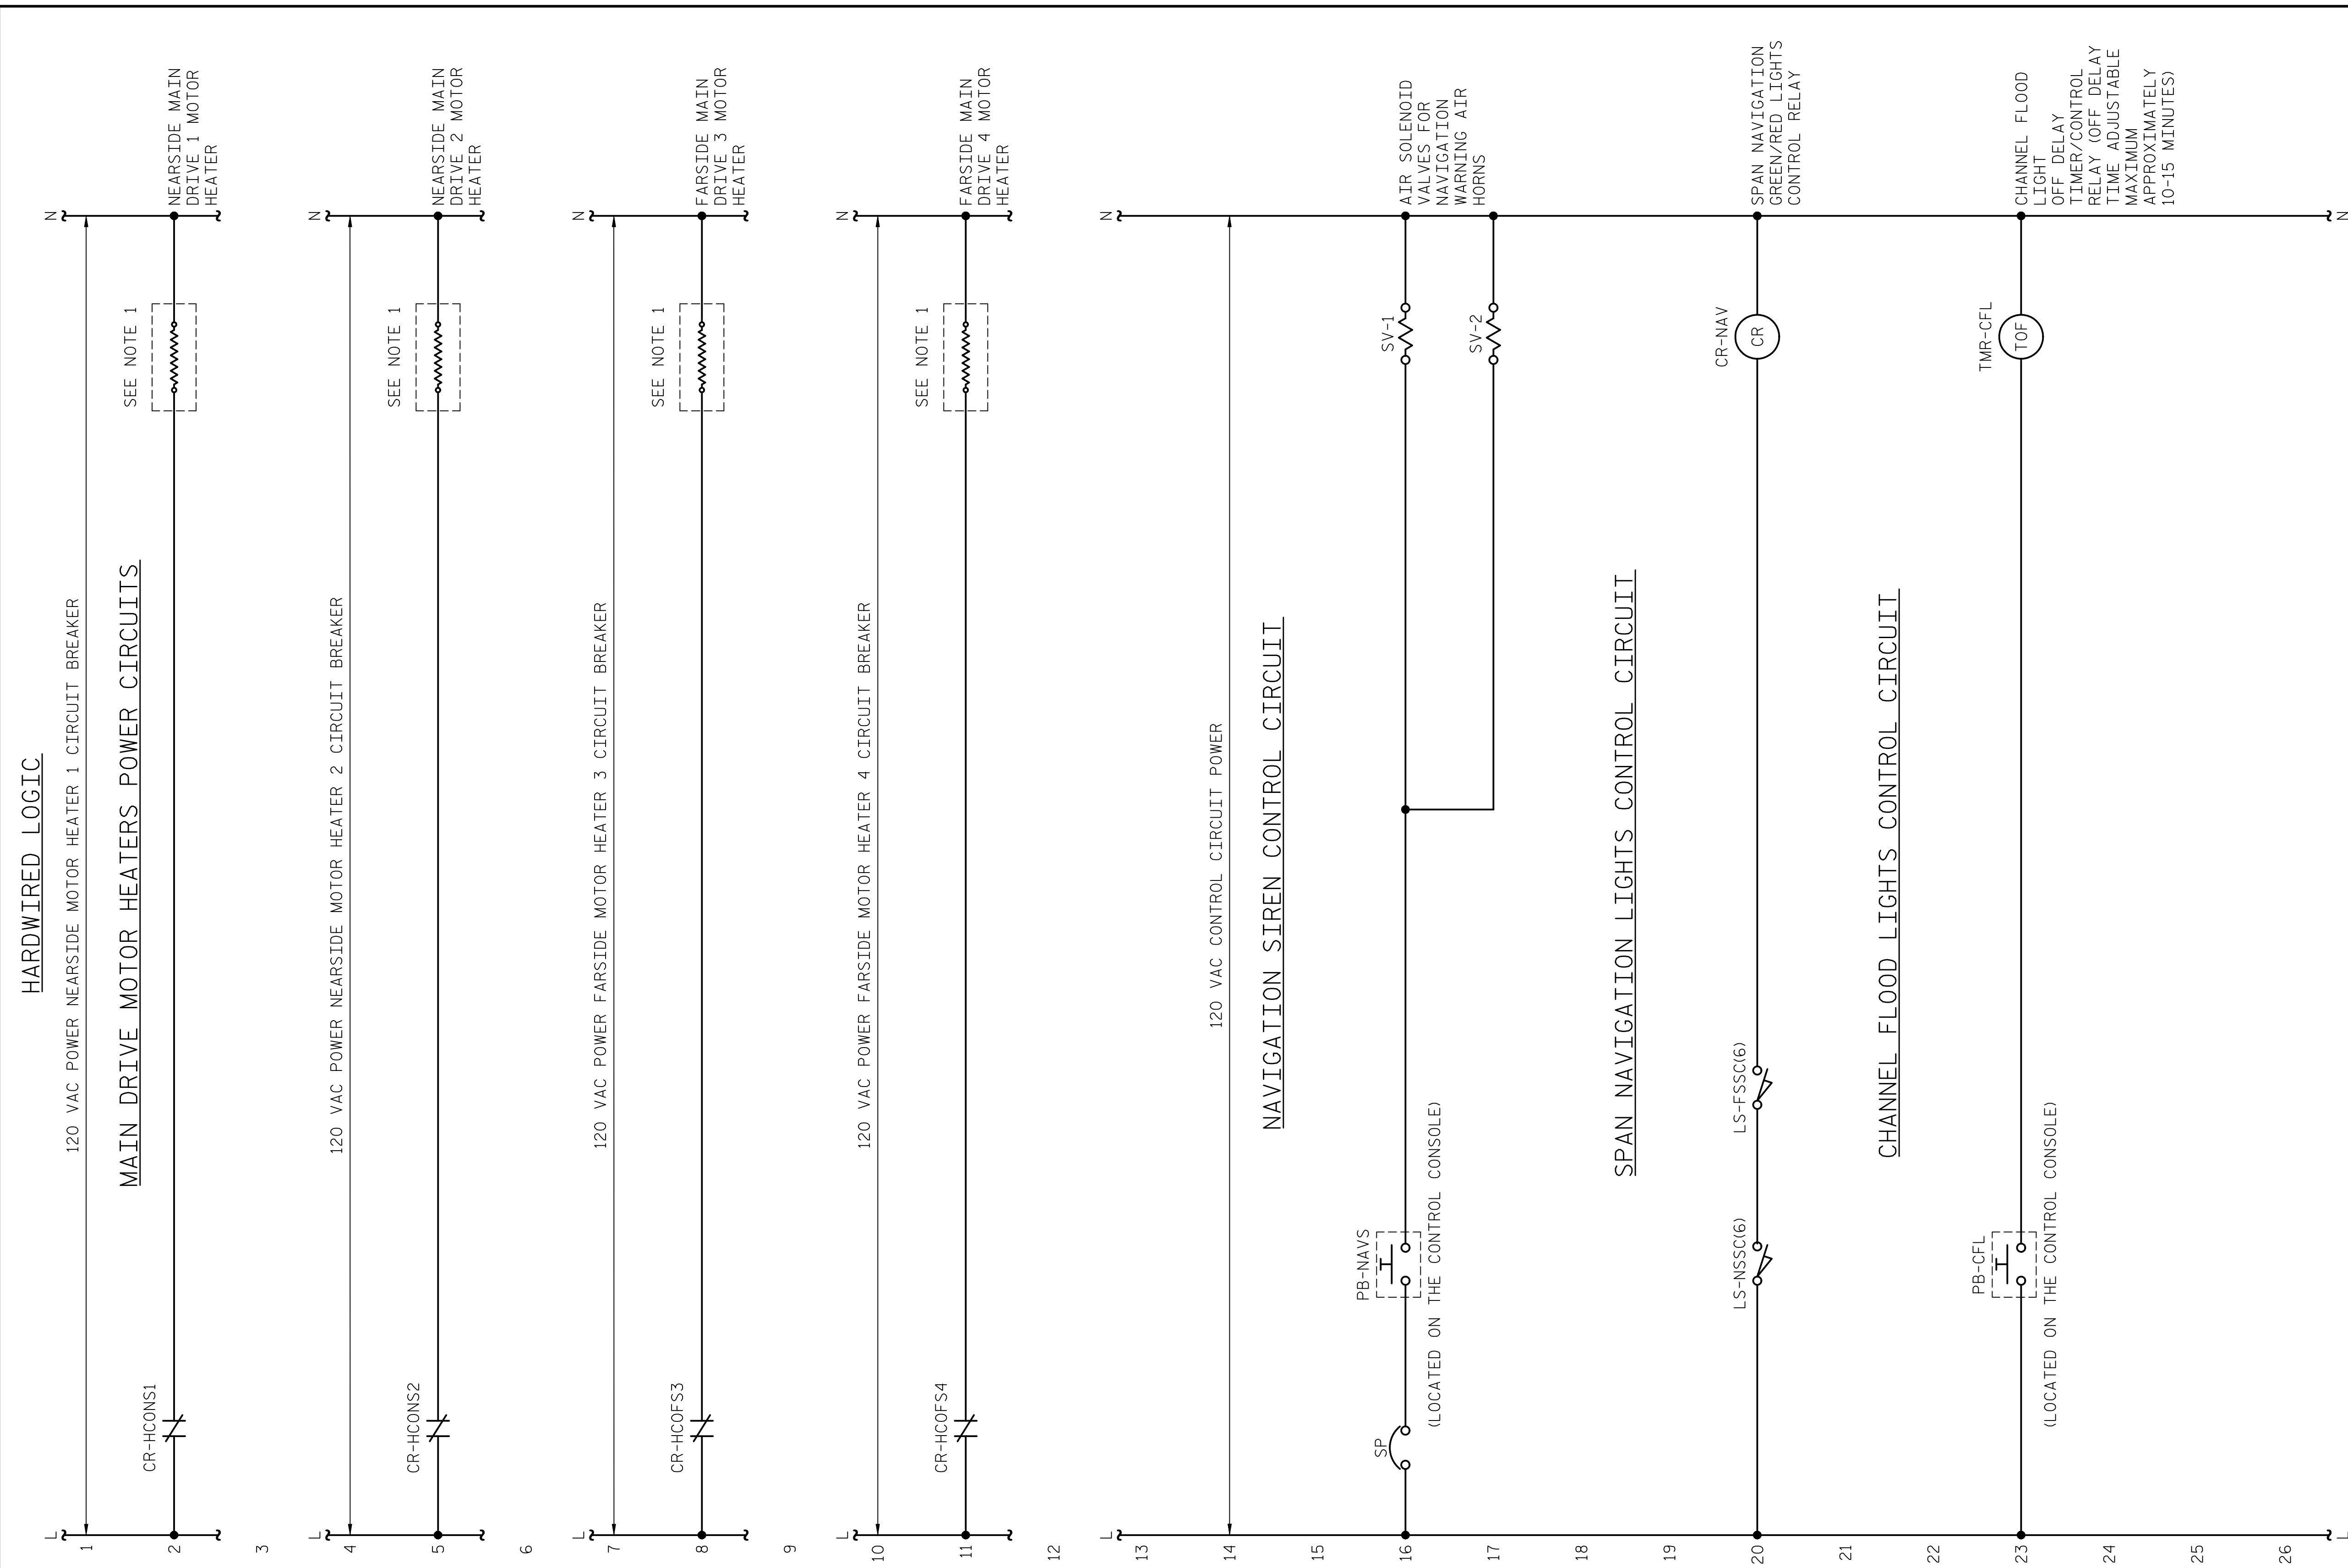 HARDWIRED LOGIC
L
N
1
120 VAC POWER NEARSIDE MOTOR HEATER 1 CIRCUIT BREAKER
MAIN DRIVE MOTOR HEATERS POWER CIRCUITS
2
CR-HCONS1
SEE NOTE 1
NEARSIDE MAIN
DRIVE 1 MOTOR
HEATER
3
L
N
4
120 VAC POWER NEARSIDE MOTOR HEATER 2 CIRCUIT BREAKER
5
CR-HCONS2
SEE NOTE 1
NEARSIDE MAIN
DRIVE 2 MOTOR
HEATER
6
L
N
7
120 VAC POWER FARSIDE MOTOR HEATER 3 CIRCUIT BREAKER
8
CR-HCOFS3
SEE NOTE 1
FARSIDE MAIN
DRIVE 3 MOTOR
HEATER
9
L
N
10
120 VAC POWER FARSIDE MOTOR HEATER 4 CIRCUIT BREAKER
11
CR-HCOFS4
SEE NOTE 1
FARSIDE MAIN
DRIVE 4 MOTOR
HEATER
12
L
N
13
14
120 VAC CONTROL CIRCUIT POWER
NAVIGATION SIREN CONTROL CIRCUIT
15
16
SP
PB-NAVS
(LOCATED ON THE CONTROL CONSOLE)
SV-1
AIR SOLENOID
VALVES FOR
NAVIGATION
WARNING AIR
HORNS
17
SV-2
18
SPAN NAVIGATION LIGHTS CONTROL CIRCUIT
19
20
LS-NSSC(6)
LS-FSSC(6)
CR-NAV
CR
SPAN NAVIGATION
GREEN/RED LIGHTS
CONTROL RELAY
21
CHANNEL FLOOD LIGHTS CONTROL CIRCUIT
22
23
PB-CFL
(LOCATED ON THE CONTROL CONSOLE)
TMR-CFL
TOF
CHANNEL FLOOD
LIGHT
OFF DELAY
TIMER/CONTROL
RELAY (OFF DELAY
TIME ADJUSTABLE
MAXIMUM
APPROXIMATELY
10-15 MINUTES)
24
25
26
L
N